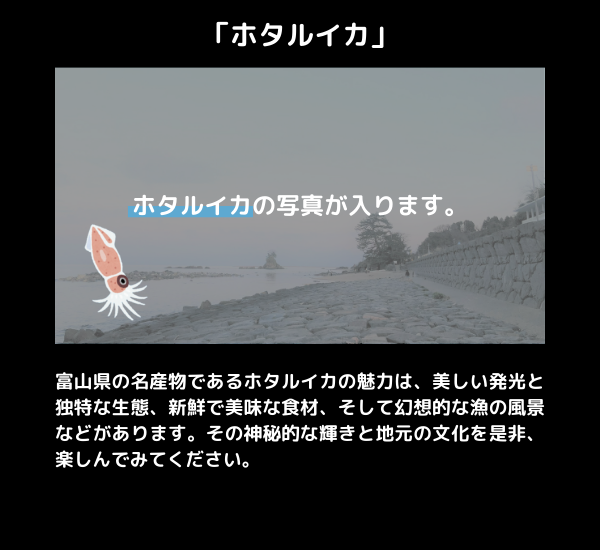 「ホタルイカ」
ホタルイカの写真が入ります。
富山県の名産物であるホタルイカの魅力は、美しい発光と
独特な生態、新鮮で美味な食材、そして幻想的な漁の風景
などがあります。その神秘的な輝きと地元の文化を是非、
楽しんでみてください。